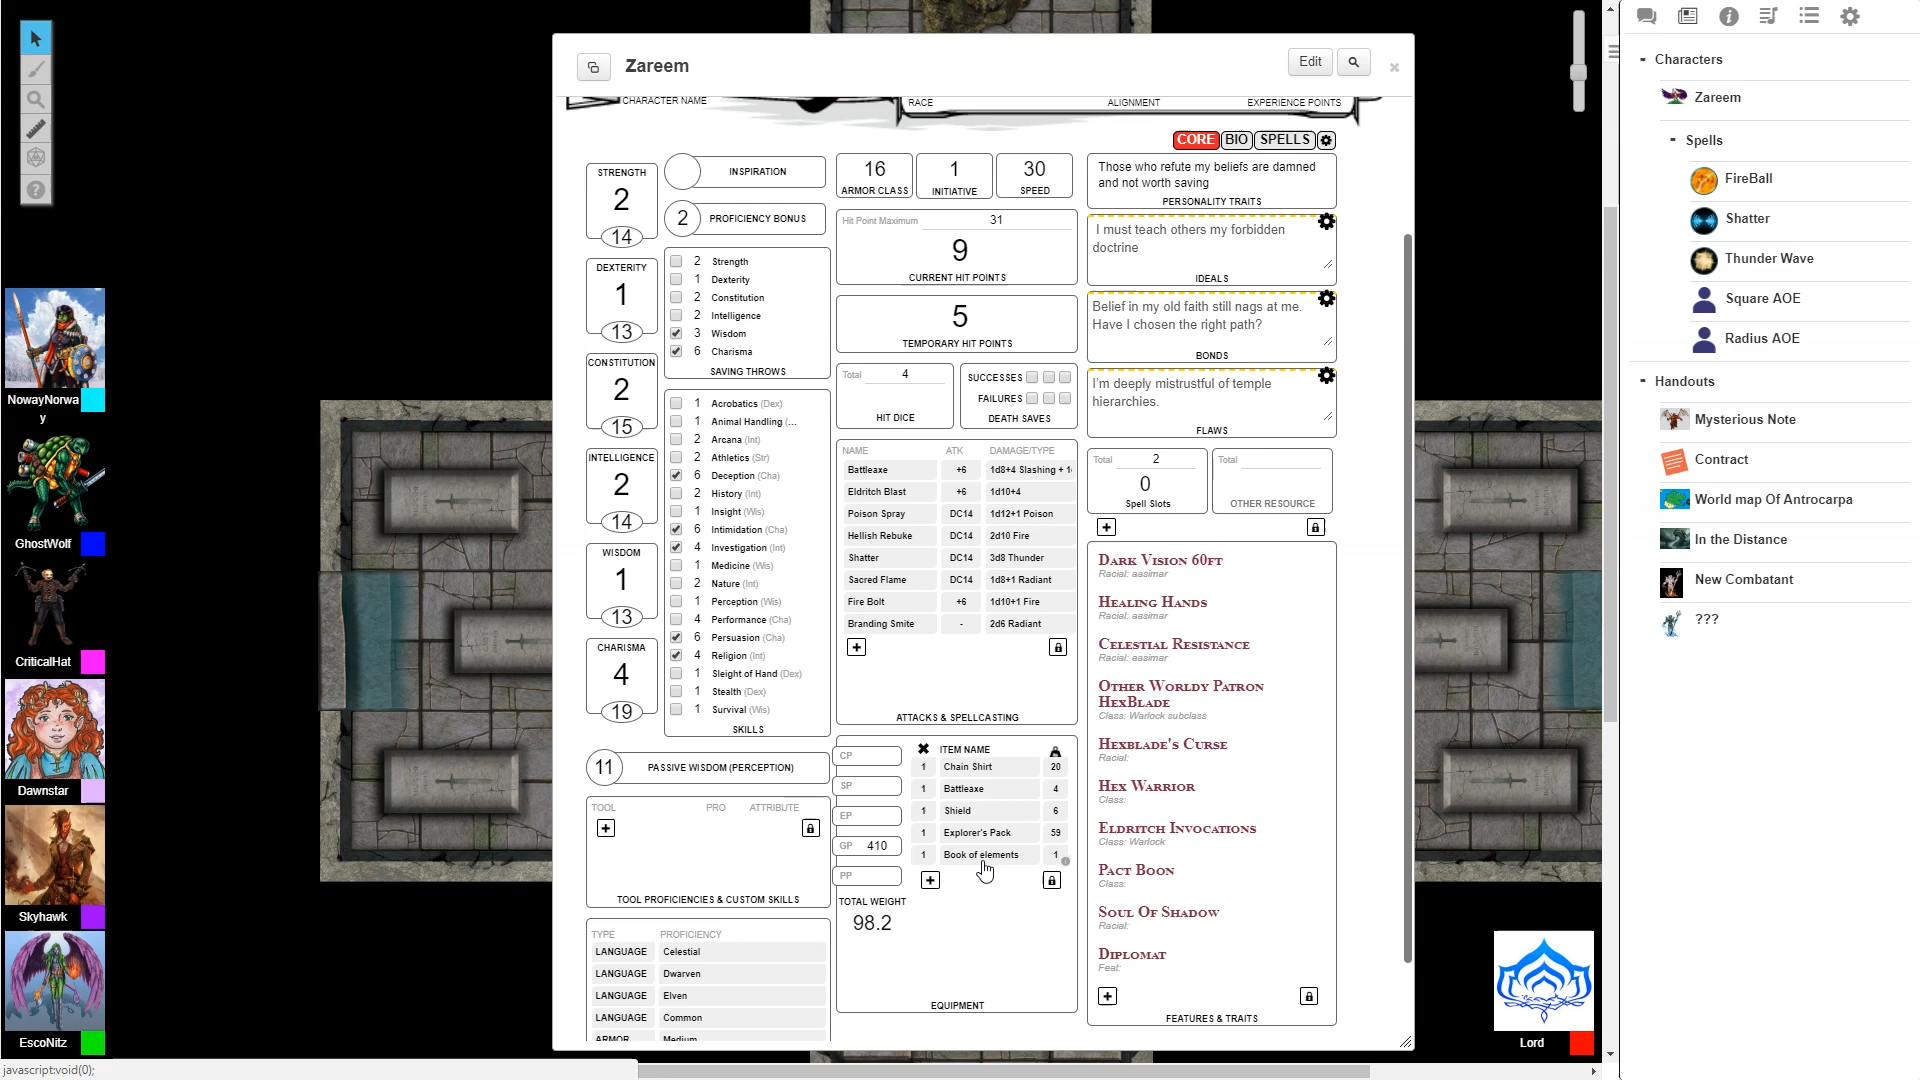 Zareem
Edit
CHARACTER NAME
RACE
ALIGNMENT
EXPERIENCE POINTS
CORE
BIO
SPELLS
STRENGTH
2
14
DEXTERITY
1
13
CONSTITUTION
2
15
INTELLIGENCE
2
14
WISDOM
1
13
CHARISMA
4
19
INSPIRATION
2 PROFICIENCY BONUS
2 Strength
1 Dexterity
2 Constitution
2 Intelligence
3 Wisdom
6 Charisma
SAVING THROWS
1 Acrobatics (Dex)
1 Animal Handling (...
2 Arcana (Int)
2 Athletics (Str)
6 Deception (Cha)
2 History (Int)
1 Insight (Wis)
6 Intimidation (Cha)
4 Investigation (Int)
1 Medicine (Wis)
2 Nature (Int)
1 Perception (Wis)
4 Performance (Cha)
6 Persuasion (Cha)
4 Religion (Int)
1 Sleight of Hand (Dex)
1 Stealth (Dex)
1 Survival (Wis)
SKILLS
11 PASSIVE WISDOM (PERCEPTION)
TOOL PRO ATTRIBUTE
TOOL PROFICIENCIES & CUSTOM SKILLS
TYPE PROFICIENCY
LANGUAGE Celestial
LANGUAGE Dwarven
LANGUAGE Elven
LANGUAGE Common
ARMOR Medium
16
ARMOR CLASS
1
INITIATIVE
30
SPEED
Hit Point Maximum 31
9
CURRENT HIT POINTS
5
TEMPORARY HIT POINTS
Total 4
HIT DICE
SUCCESSES
FAILURES
DEATH SAVES
NAME ATK DAMAGE/TYPE
Battleaxe +6 1d8+4 Slashing + 1
Eldritch Blast +6 1d10+4
Poison Spray DC14 1d12+1 Poison
Hellish Rebuke DC14 2d10 Fire
Shatter DC14 3d8 Thunder
Sacred Flame DC14 1d8+1 Radiant
Fire Bolt +6 1d10+1 Fire
Branding Smite - 2d6 Radiant
ATTACKS & SPELLCASTING
CP
SP
EP
GP 410
PP
ITEM NAME
1 Chain Shirt 20
1 Battleaxe 4
1 Shield 6
1 Explorer's Pack 59
1 Book of elements 1
TOTAL WEIGHT
98.2
EQUIPMENT
Those who refute my beliefs are damned
and not worth saving
PERSONALITY TRAITS
I must teach others my forbidden
doctrine
IDEALS
Belief in my old faith still nags at me.
Have I chosen the right path?
BONDS
I'm deeply mistrustful of temple
hierarchies.
FLAWS
Total 2
0
Spell Slots
Total
OTHER RESOURCE
DARK VISION 60FT
Racial: aasimar
HEALING HANDS
Racial: aasimar
CELESTIAL RESISTANCE
Racial: aasimar
OTHER WORLDY PATRON
HEXBLADE
Class: Warlock subclass
HEXBLADE'S CURSE
Racial:
HEX WARRIOR
Class:
ELDRITCH INVOCATIONS
Class: Warlock
PACT BOON
Class:
SOUL OF SHADOW
Racial:
DIPLOMAT
Feat:
FEATURES & TRAITS
NowayNorwa
y
GhostWolf
CriticalHat
Dawnstar
Skyhawk
EscoNitz
Lord
javascript:void(0);
Characters
Zareem
Spells
FireBall
Shatter
Thunder Wave
Square AOE
Radius AOE
Handouts
Mysterious Note
Contract
World map Of Antrocarpa
In the Distance
New Combatant
???